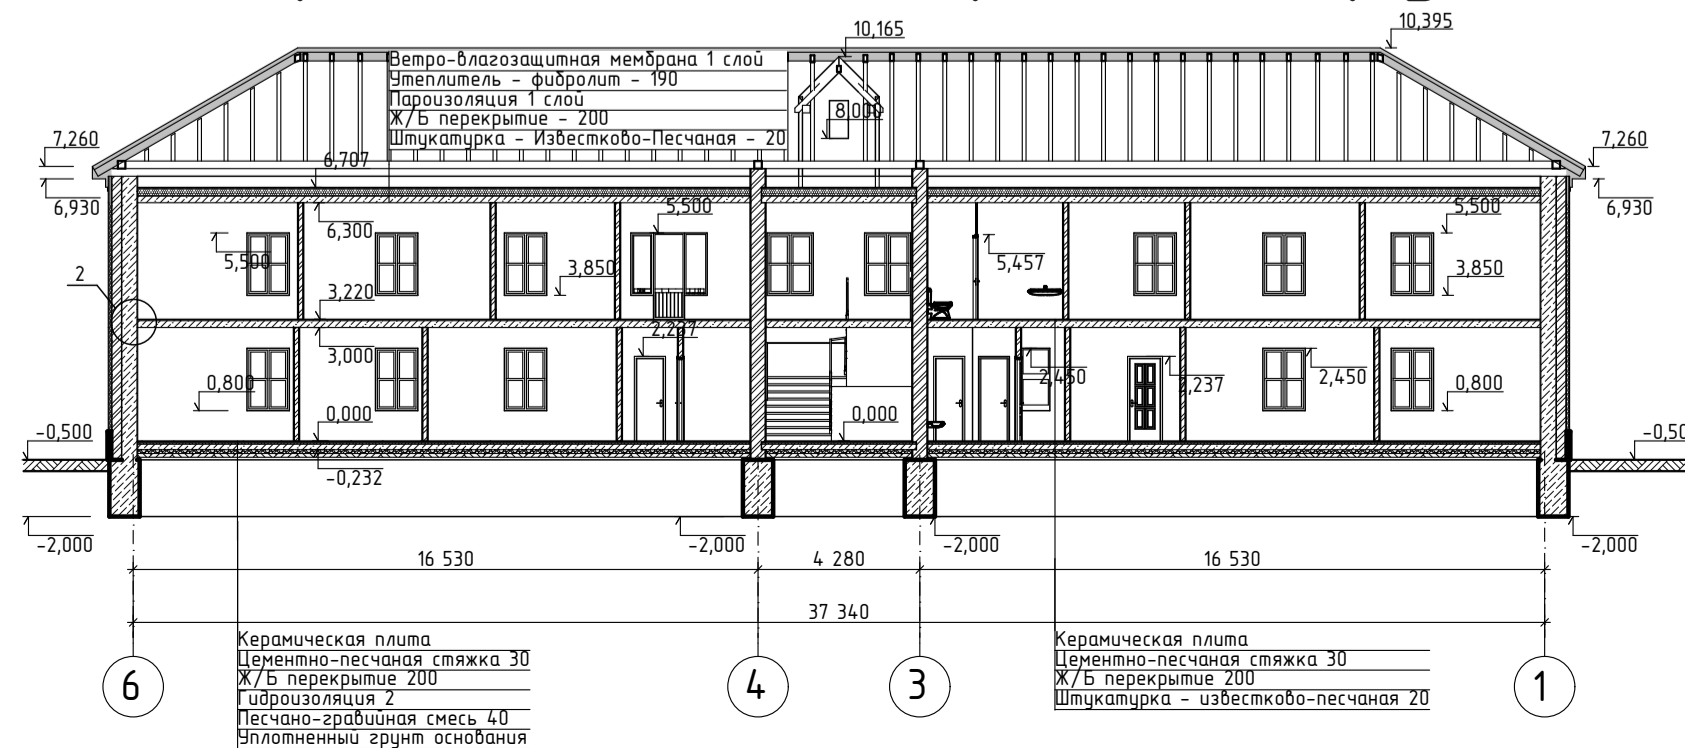 10,165
10,395
Ветро-влагозащитная мембрана 1 слой
Утеплитель - фибролит - 190
Пароизоляция 1 слой
Ж/Б перекрытие - 200
Штукатурка - Известково-Песчаная - 20
8,000
7,260
7,260
6,707
6,930
6,930
6,300
5,500
5,500
5,500
5,457
3,850
3,850
2
3,220
3,000
2,237
2,450
2,237
2,450
0,800
0,800
0,000
0,000
-0,500
-0,50
-0,232
-2,000
-2,000
-2,000
-2,000
16 530
4 280
16 530
37 340
Керамическая плита
Цементно-песчаная стяжка 30
Ж/Б перекрытие 200
Гидроизоляция 2
Песчано-гравийная смесь 40
Уплотненный грунт основания
Керамическая плита
Цементно-песчаная стяжка 30
Ж/Б перекрытие 200
Штукатурка - известково-песчаная 20
6
4
3
1